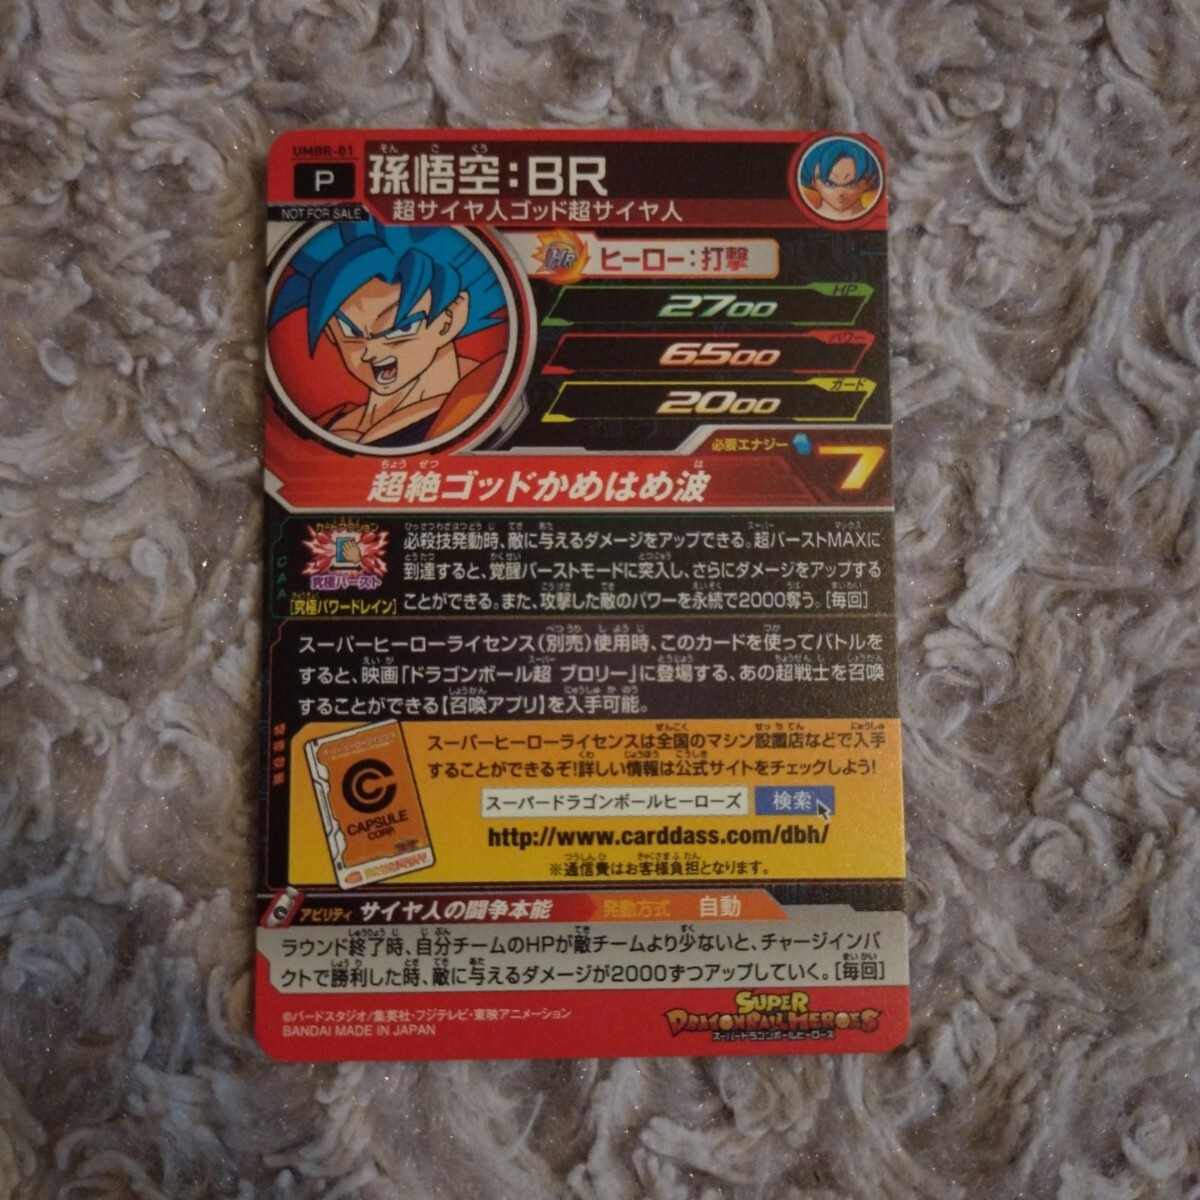 UMBR-01
P
NOT FOR SALE
孫悟空:BR
そんごくう
超サイヤ人ゴッド超サイヤ人
HR
ヒーロー:打撃
HP
2700
パワー
6500
ガード
2000
必要エナジー
7
ちょうぜつ は
超絶ゴッドかめはめ波
CAA
カードアクション
究極バースト
[究極パワードレイン]
必殺技発動時、敵に与えるダメージをアップできる。超バーストMAXに
到達すると、覚醒バーストモードに突入し、さらにダメージをアップする
ことができる。また、攻撃した敵のパワーを永続で2000奪う。[毎回]
スーパーヒーローライセンス(別売)使用時、このカードを使ってバトルを
すると、映画「ドラゴンボール超 ブロリー」に登場する、あの超戦士を召喚
することができる【召喚アプリ】を入手可能。
スーパーヒーローライセンスは全国のマシン設置店などで入手
することができるぞ!詳しい情報は公式サイトをチェックしよう!
CAPSULE
CORP.
スーパードラゴンボールヒーローズ 検索
http://www.carddass.com/dbh/
※通信費はお客様負担となります。
アビリティ サイヤ人の闘争本能 発動方式 自動
ラウンド終了時、自分チームのHPが敵チームより少ないと、チャージインパ
クトで勝利した時、敵に与えるダメージが2000ずつアップしていく。[毎回]
©バードスタジオ/集英社・フジテレビ・東映アニメーション
BANDAI MADE IN JAPAN
SUPER
DRAGONBALL HEROES
スーパードラゴンボールヒーローズ